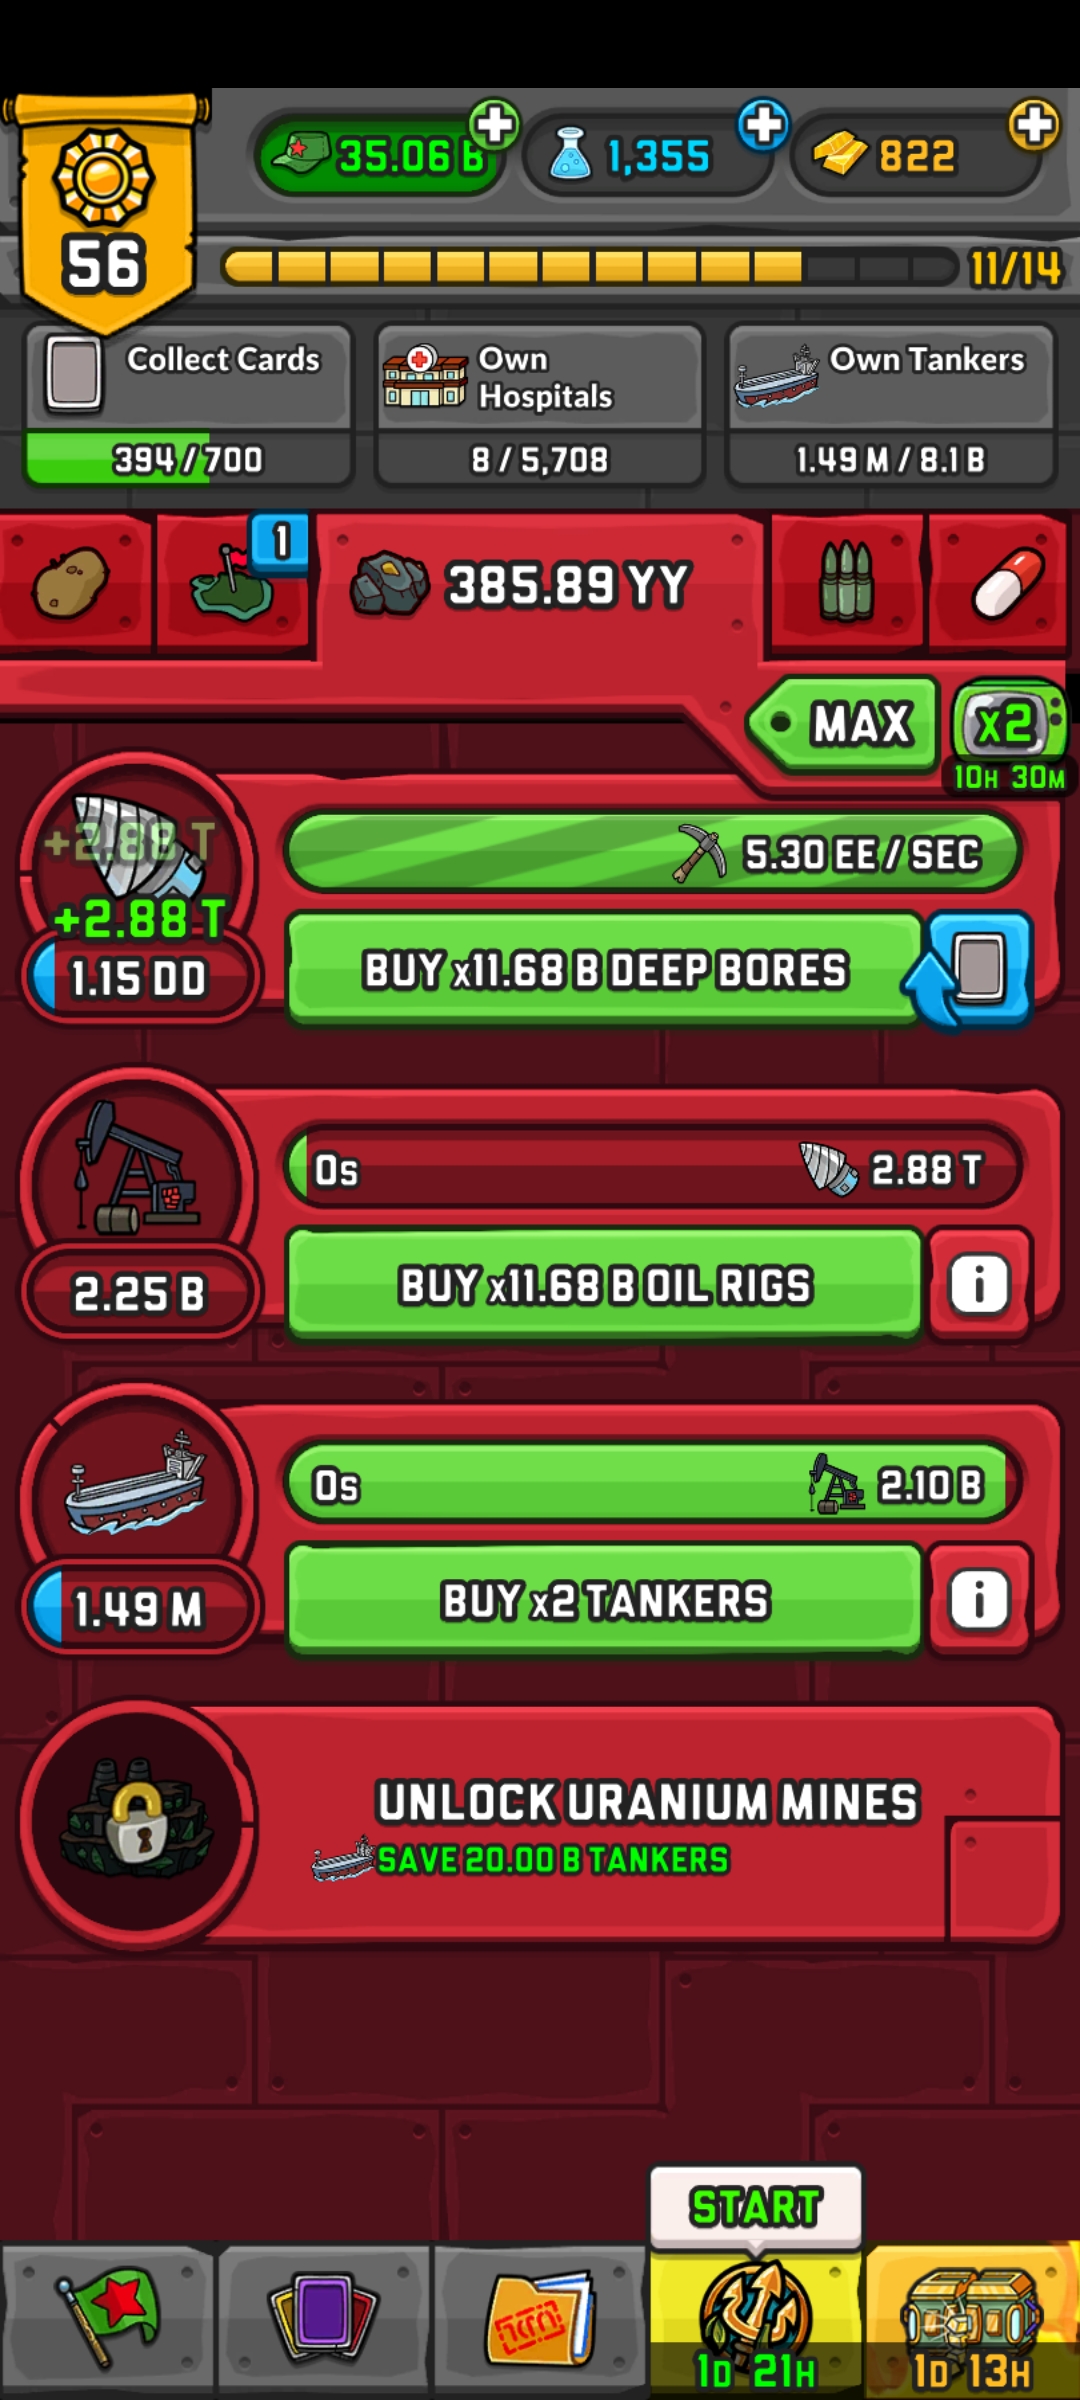 35.06 B
1,355
822
56
11/14
Collect Cards
394 / 700
Own
Hospitals
8 / 5,708
Own Tankers
1.49 M / 8.1 B
1
385.89 YY
MAX
x2
10H 30M
+2.88 T
+2.88 T
1.15 DD
5.30 EE / SEC
BUY x11.68 B DEEP BORES
0s
2.88 T
2.25 B
BUY x11.68 B OIL RIGS
i
0s
2.10 B
1.49 M
BUY x2 TANKERS
i
UNLOCK URANIUM MINES
SAVE 20.00 B TANKERS
START
1D 21H
1D 13H